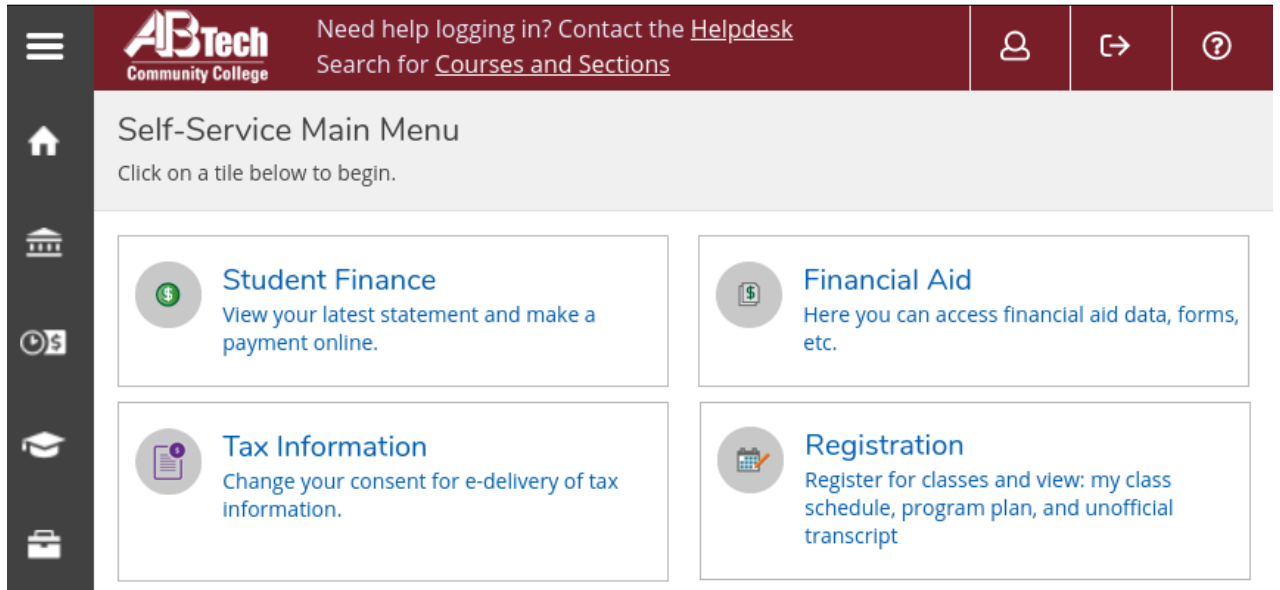 ABTech
Community College
Need help logging in? Contact the Helpdesk
Search for Courses and Sections
Self-Service Main Menu
Click on a tile below to begin.
Student Finance
View your latest statement and make a
payment online.
Financial Aid
Here you can access financial aid data, forms,
etc.
Tax Information
Change your consent for e-delivery of tax
information.
Registration
Register for classes and view: my class
schedule, program plan, and unofficial
transcript